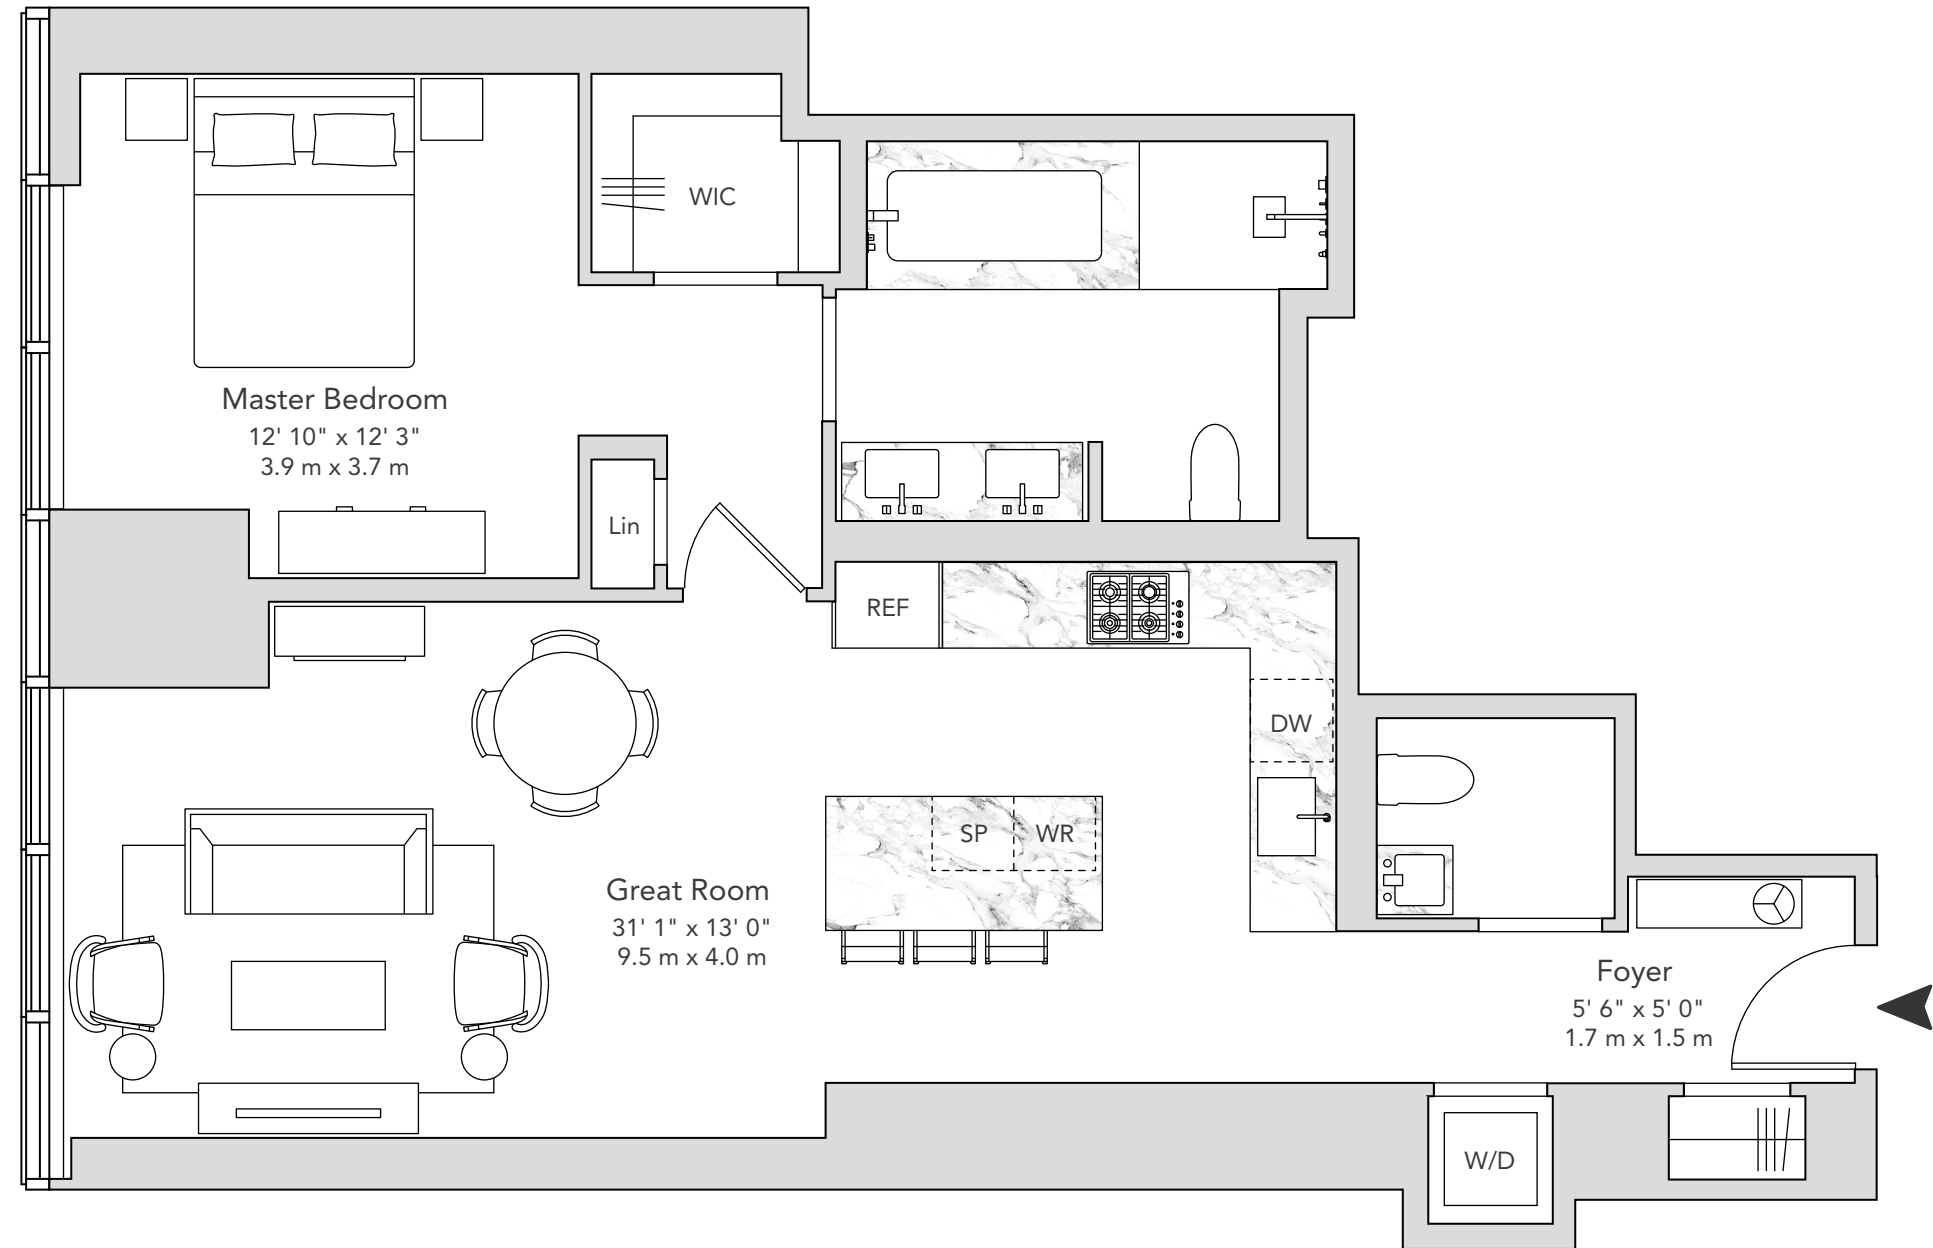 WIC
Master Bedroom
12' 10" x 12' 3"
3.9 m x 3.7 m
Lin
REF
DW
SP
WR
Great Room
31' 1" x 13' 0"
9.5 m x 4.0 m
Foyer
5' 6" x 5' 0"
1.7 m x 1.5 m
W/D